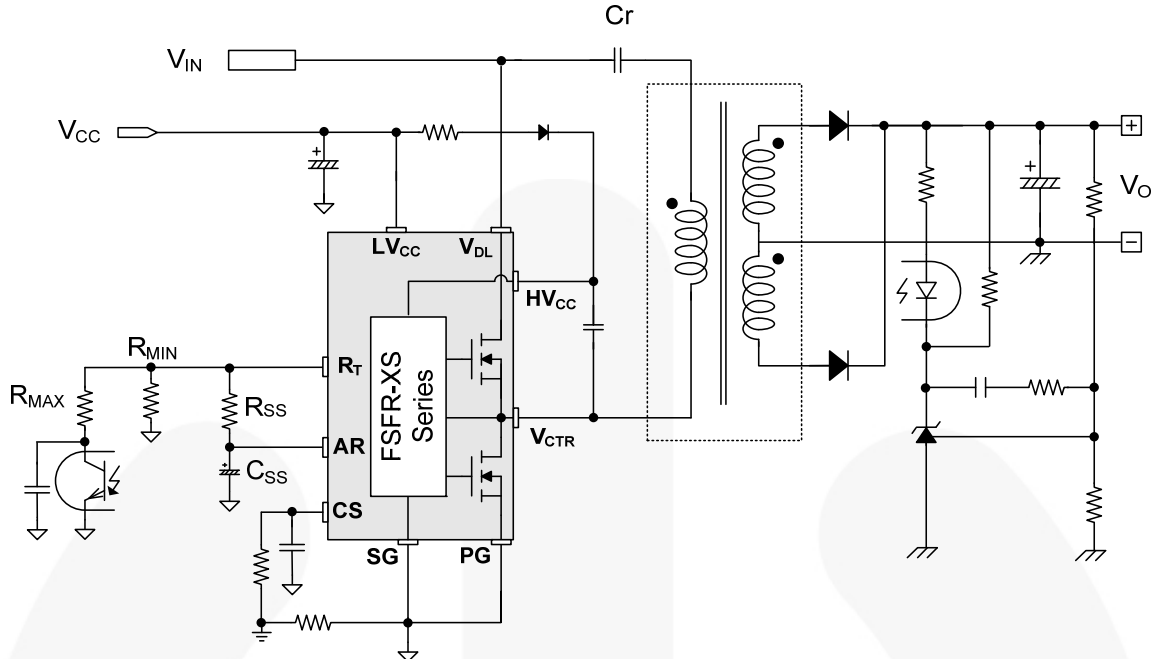 Cr
V_IN
V_CC
+
LV_CC
V_DL
HV_CC
+
+
V_O
−
R_MIN
R_MAX
R_T
R_SS
AR
C_SS
+
CS
FSFR-XS
Series
V_CTR
SG
PG